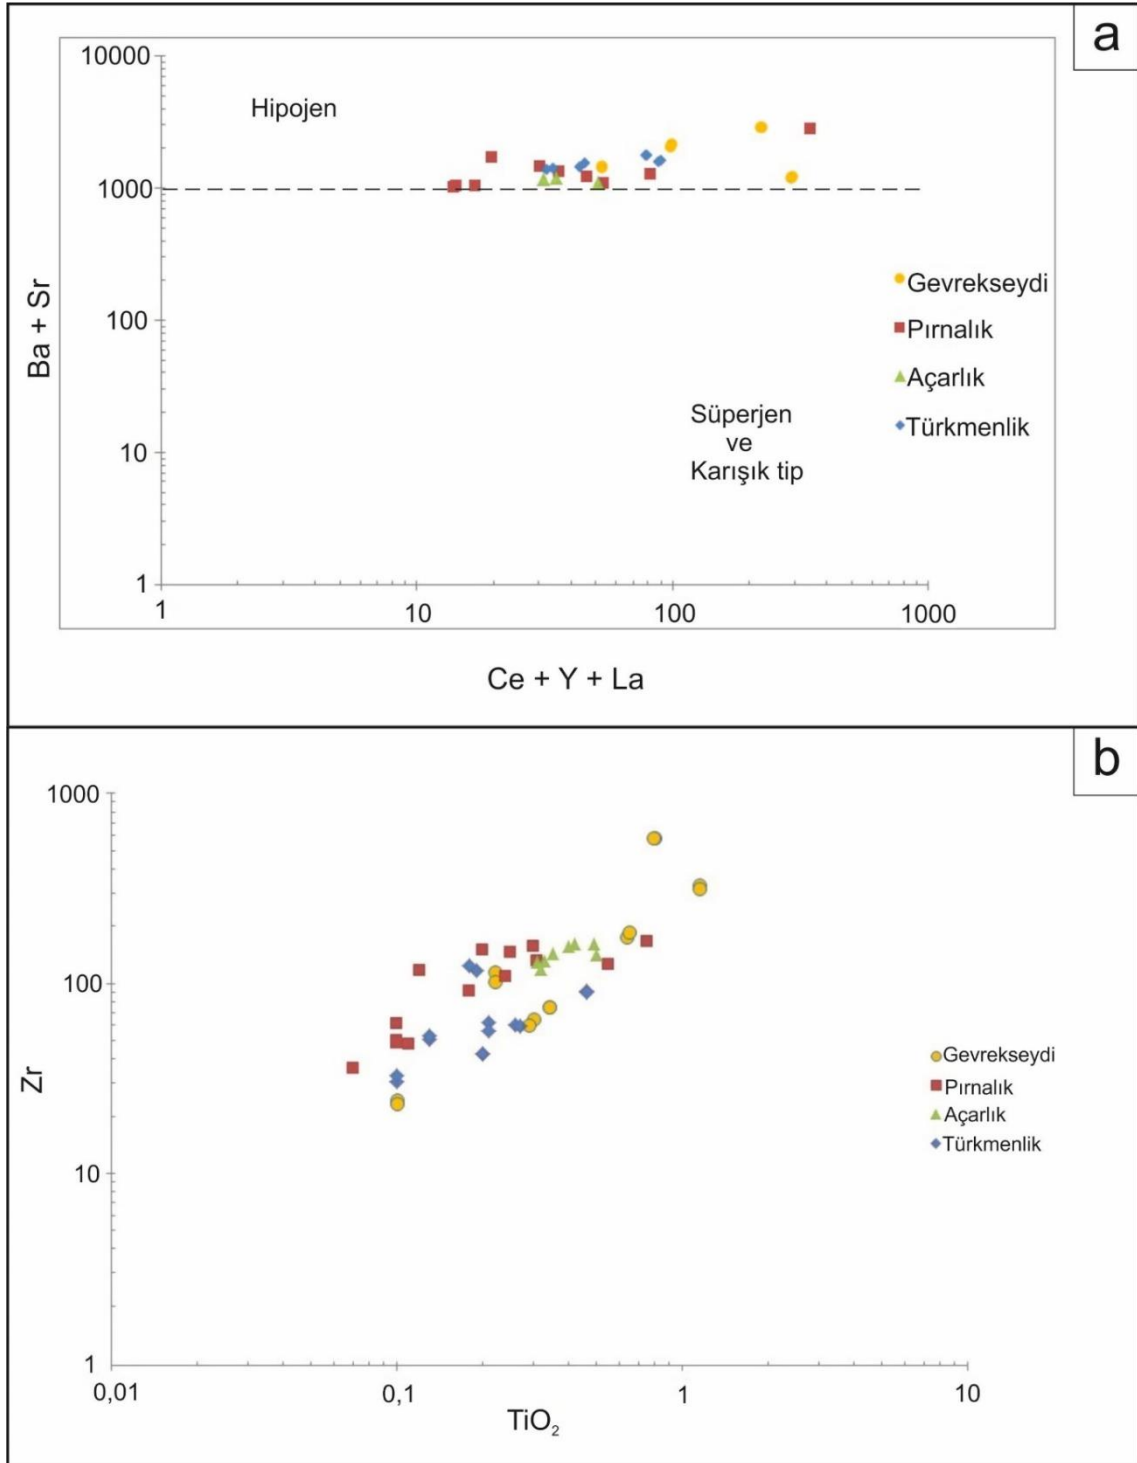 a
10000
Hipojen
1000
Ba + Sr
Gevrekseydi
100
Pırnalık
Açarlık
Süperjen
ve
Karışık tip
Türkmenlik
10
1
1
10
100
1000
Ce + Y + La
b
1000
100
Zr
Gevrekseydi
Pırnalık
Açarlık
Türkmenlik
10
1
0,01
0,1
1
10
TiO₂